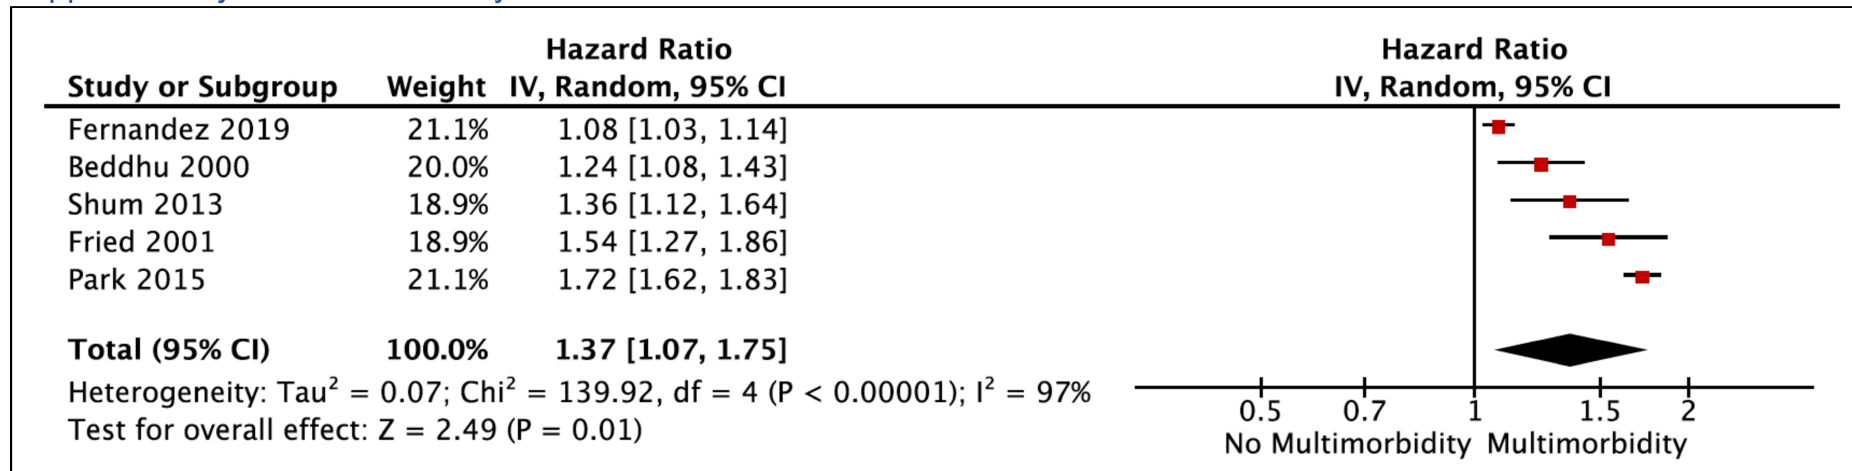 Hazard Ratio Hazard Ratio
Study or Subgroup Weight IV, Random, 95% CI IV, Random, 95% CI
Fernandez 2019 21.1% 1.08 [1.03, 1.14]
Beddhu 2000 20.0% 1.24 [1.08, 1.43]
Shum 2013 18.9% 1.36 [1.12, 1.64]
Fried 2001 18.9% 1.54 [1.27, 1.86]
Park 2015 21.1% 1.72 [1.62, 1.83]
Total (95% CI) 100.0% 1.37 [1.07, 1.75]
Heterogeneity: Tau² = 0.07; Chi² = 139.92, df = 4 (P < 0.00001); I² = 97%
0.5 0.7 1 1.5 2
Test for overall effect: Z = 2.49 (P = 0.01)
No Multimorbidity Multimorbidity